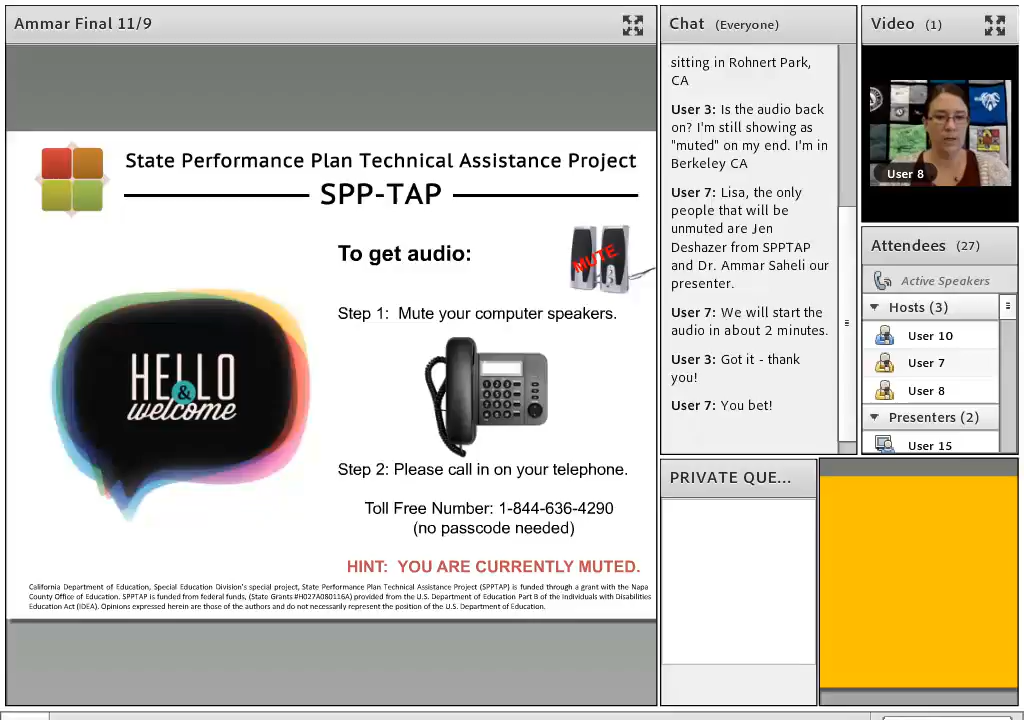 Ammar Final 11/9
State Performance Plan Technical Assistance Project
SPP-TAP
To get audio:
MUTE
Step 1: Mute your computer speakers.
HELLO
&
welcome
Step 2: Please call in on your telephone.
Toll Free Number: 1-844-636-4290
(no passcode needed)
HINT: YOU ARE CURRENTLY MUTED.
California Department of Education, Special Education Division's special project, State Performance Plan Technical Assistance Project (SPPTAP) is funded through a grant with the Napa
County Office of Education. SPPTAP is funded from federal funds, (State Grants #H027A080116A) provided from the U.S. Department of Education Part B of the Individuals with Disabilities
Education Act (IDEA). Opinions expressed herein are those of the authors and do not necessarily represent the position of the U.S. Department of Education.
Chat (Everyone)
sitting in Rohnert Park,
CA
User 3: Is the audio back
on? I'm still showing as
"muted" on my end. I'm in
Berkeley CA
User 7: Lisa, the only
people that will be
unmuted are Jen
Deshazer from SPPTAP
and Dr. Ammar Saheli our
presenter.
User 7: We will start the
audio in about 2 minutes.
User 3: Got it - thank
you!
User 7: You bet!
Video (1)
User 8
Attendees (27)
Active Speakers
Hosts (3)
User 10
User 7
User 8
Presenters (2)
User 15
PRIVATE QUE...